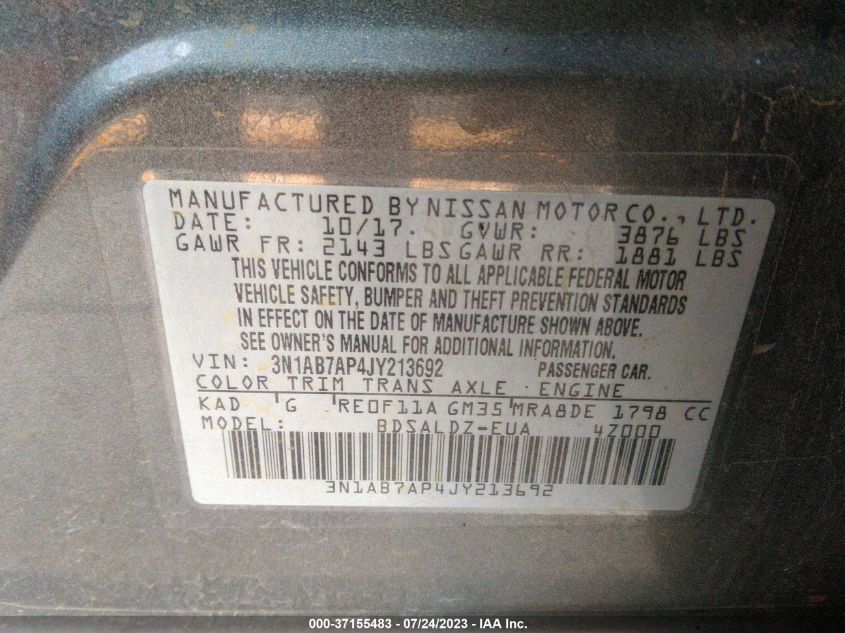 MANUFACTURED BY NISSAN MOTOR CO., LTD.
DATE: 10/17. GVWR: 3876 LBS
GAWR FR: 2143 LBS GAWR RR: 1881 LBS
THIS VEHICLE CONFORMS TO ALL APPLICABLE FEDERAL MOTOR
VEHICLE SAFETY, BUMPER AND THEFT PREVENTION STANDARDS
IN EFFECT ON THE DATE OF MANUFACTURE SHOWN ABOVE.
SEE OWNER'S MANUAL FOR ADDITIONAL INFORMATION.
VIN: 3N1AB7AP4JY213692 PASSENGER CAR.
COLOR TRIM TRANS AXLE ENGINE
KAD G RE0F11A GM35 MRA8DE 1798 CC
MODEL: BDSALDZ-EUA 4Z000
3N1AB7AP4JY213692
000-37155483 - 07/24/2023 - IAA Inc.